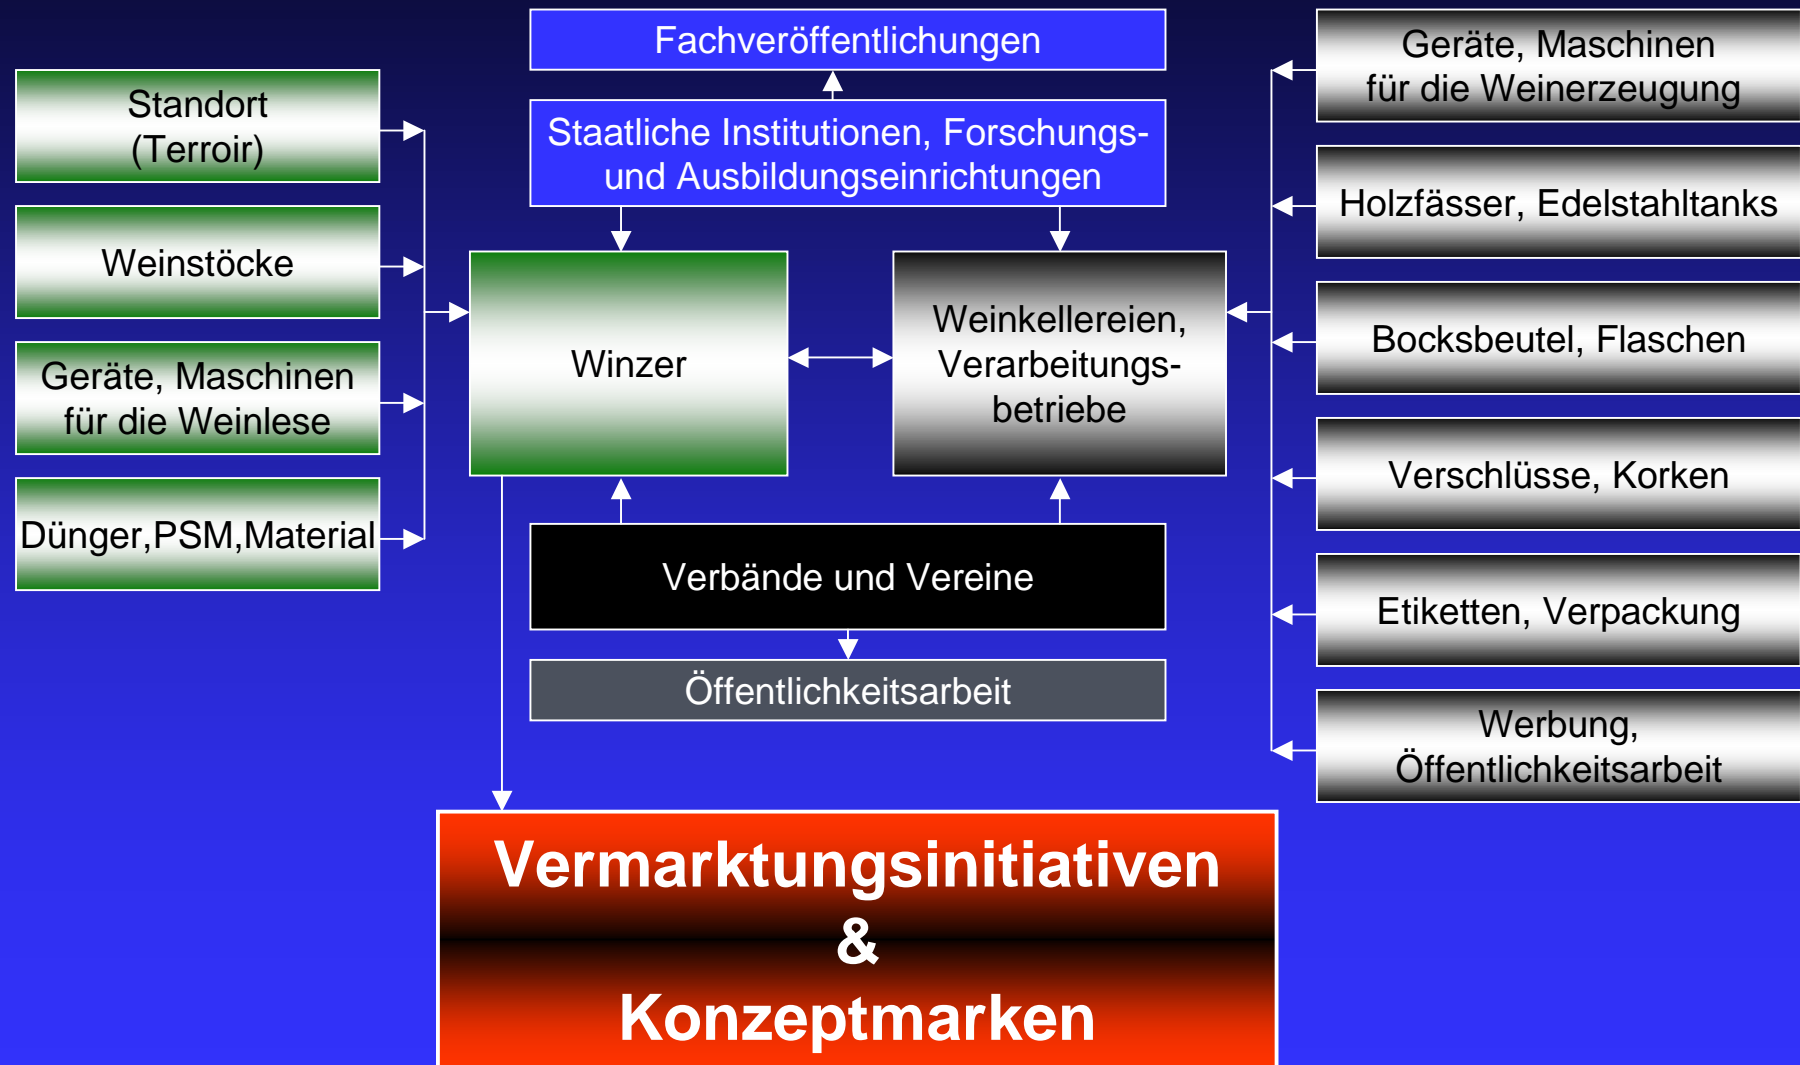 Fachveröffentlichungen
Staatliche Institutionen, Forschungs-
und Ausbildungseinrichtungen
Standort
(Terroir)
Weinstöcke
Geräte, Maschinen
für die Weinlese
Dünger,PSM,Material
Winzer
Weinkellereien,
Verarbeitungs-
betriebe
Verbände und Vereine
Öffentlichkeitsarbeit
Geräte, Maschinen
für die Weinerzeugung
Holzfässer, Edelstahltanks
Bocksbeutel, Flaschen
Verschlüsse, Korken
Etiketten, Verpackung
Werbung,
Öffentlichkeitsarbeit
Vermarktungsinitiativen
&
Konzeptmarken